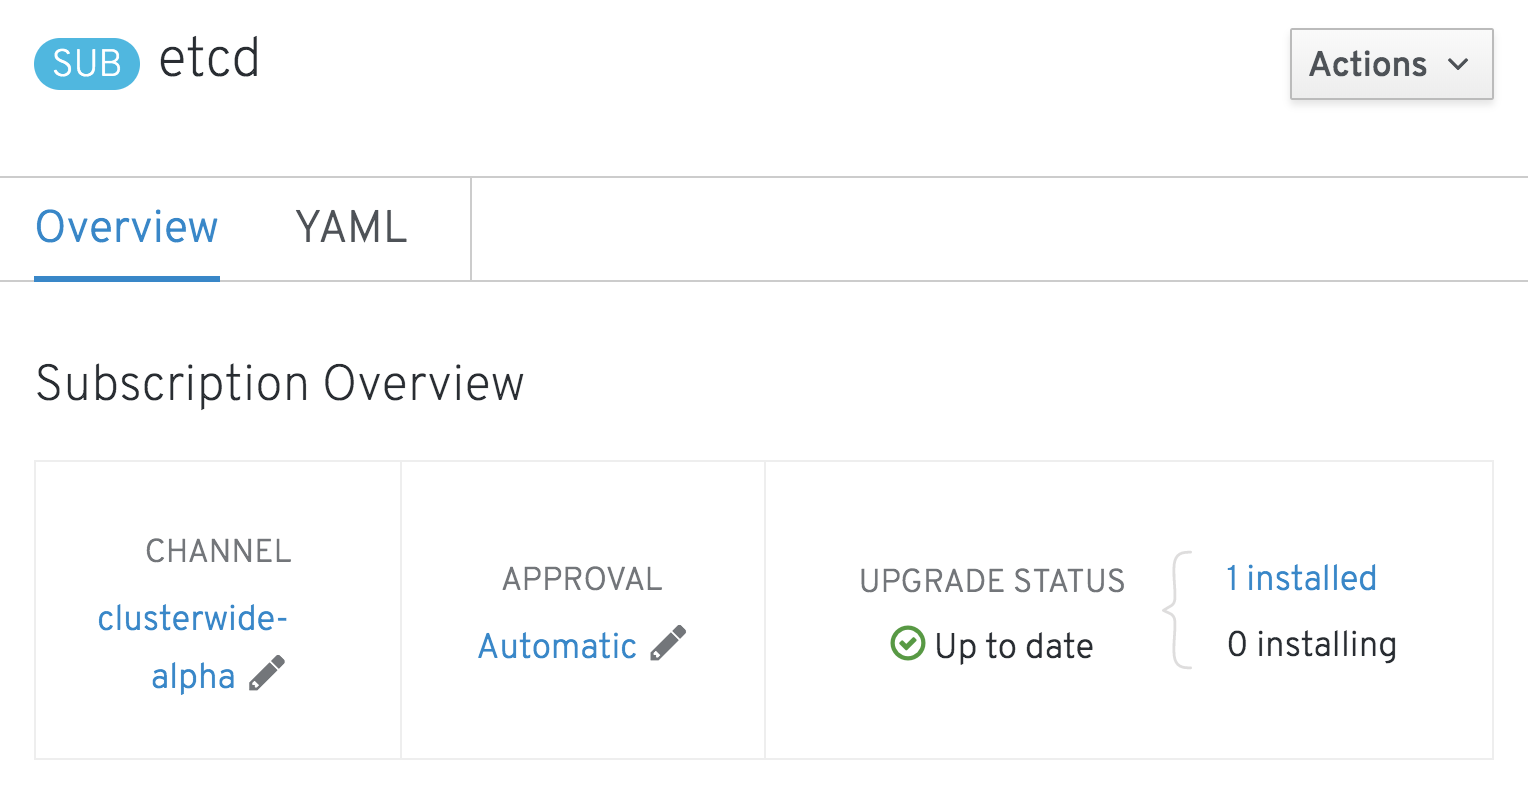 SUB etcd
Actions
Overview
YAML
Subscription Overview
CHANNEL
clusterwide-
alpha
APPROVAL
Automatic
UPGRADE STATUS
Up to date
1 installed
0 installing